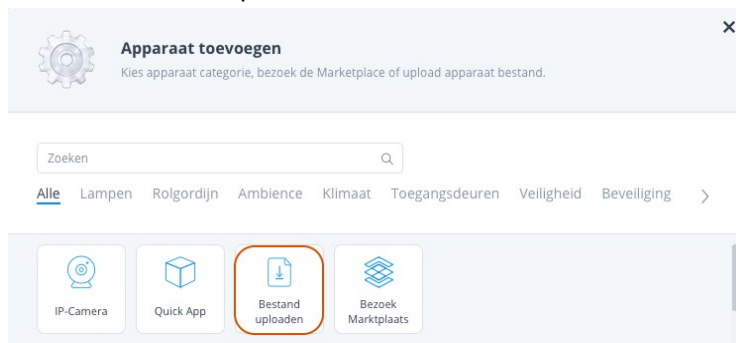 Apparaat toevoegen
Kies apparaat categorie, bezoek de Marketplace of upload apparaat bestand.
Zoeken
Alle Lampen Rolgordijn Ambience Klimaat Toegangsdeuren Veiligheid Beveiliging
IP-Camera
Quick App
Bestand
uploaden
Bezoek
Marktplaats